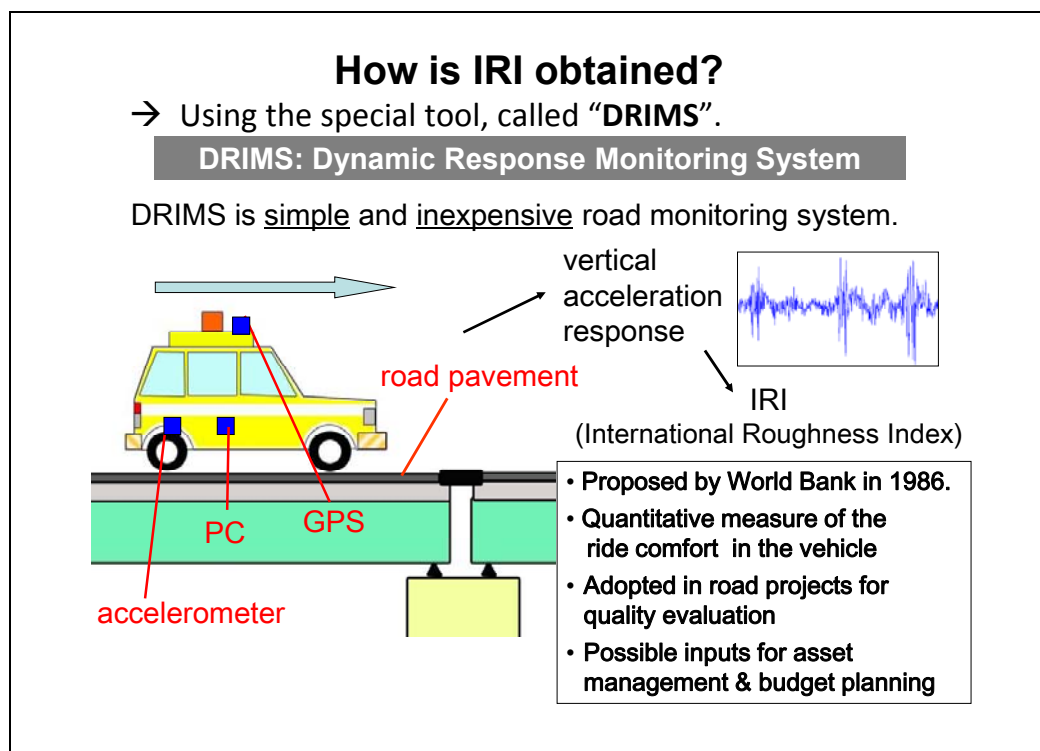 How is IRI obtained?
→ Using the special tool, called “DRIMS”.
DRIMS: Dynamic Response Monitoring System
DRIMS is simple and inexpensive road monitoring system.
vertical
acceleration
response
road pavement
IRI
(International Roughness Index)
PC
GPS
accelerometer
• Proposed by World Bank in 1986.
• Quantitative measure of the
ride comfort in the vehicle
• Adopted in road projects for
quality evaluation
• Possible inputs for asset
management & budget planning